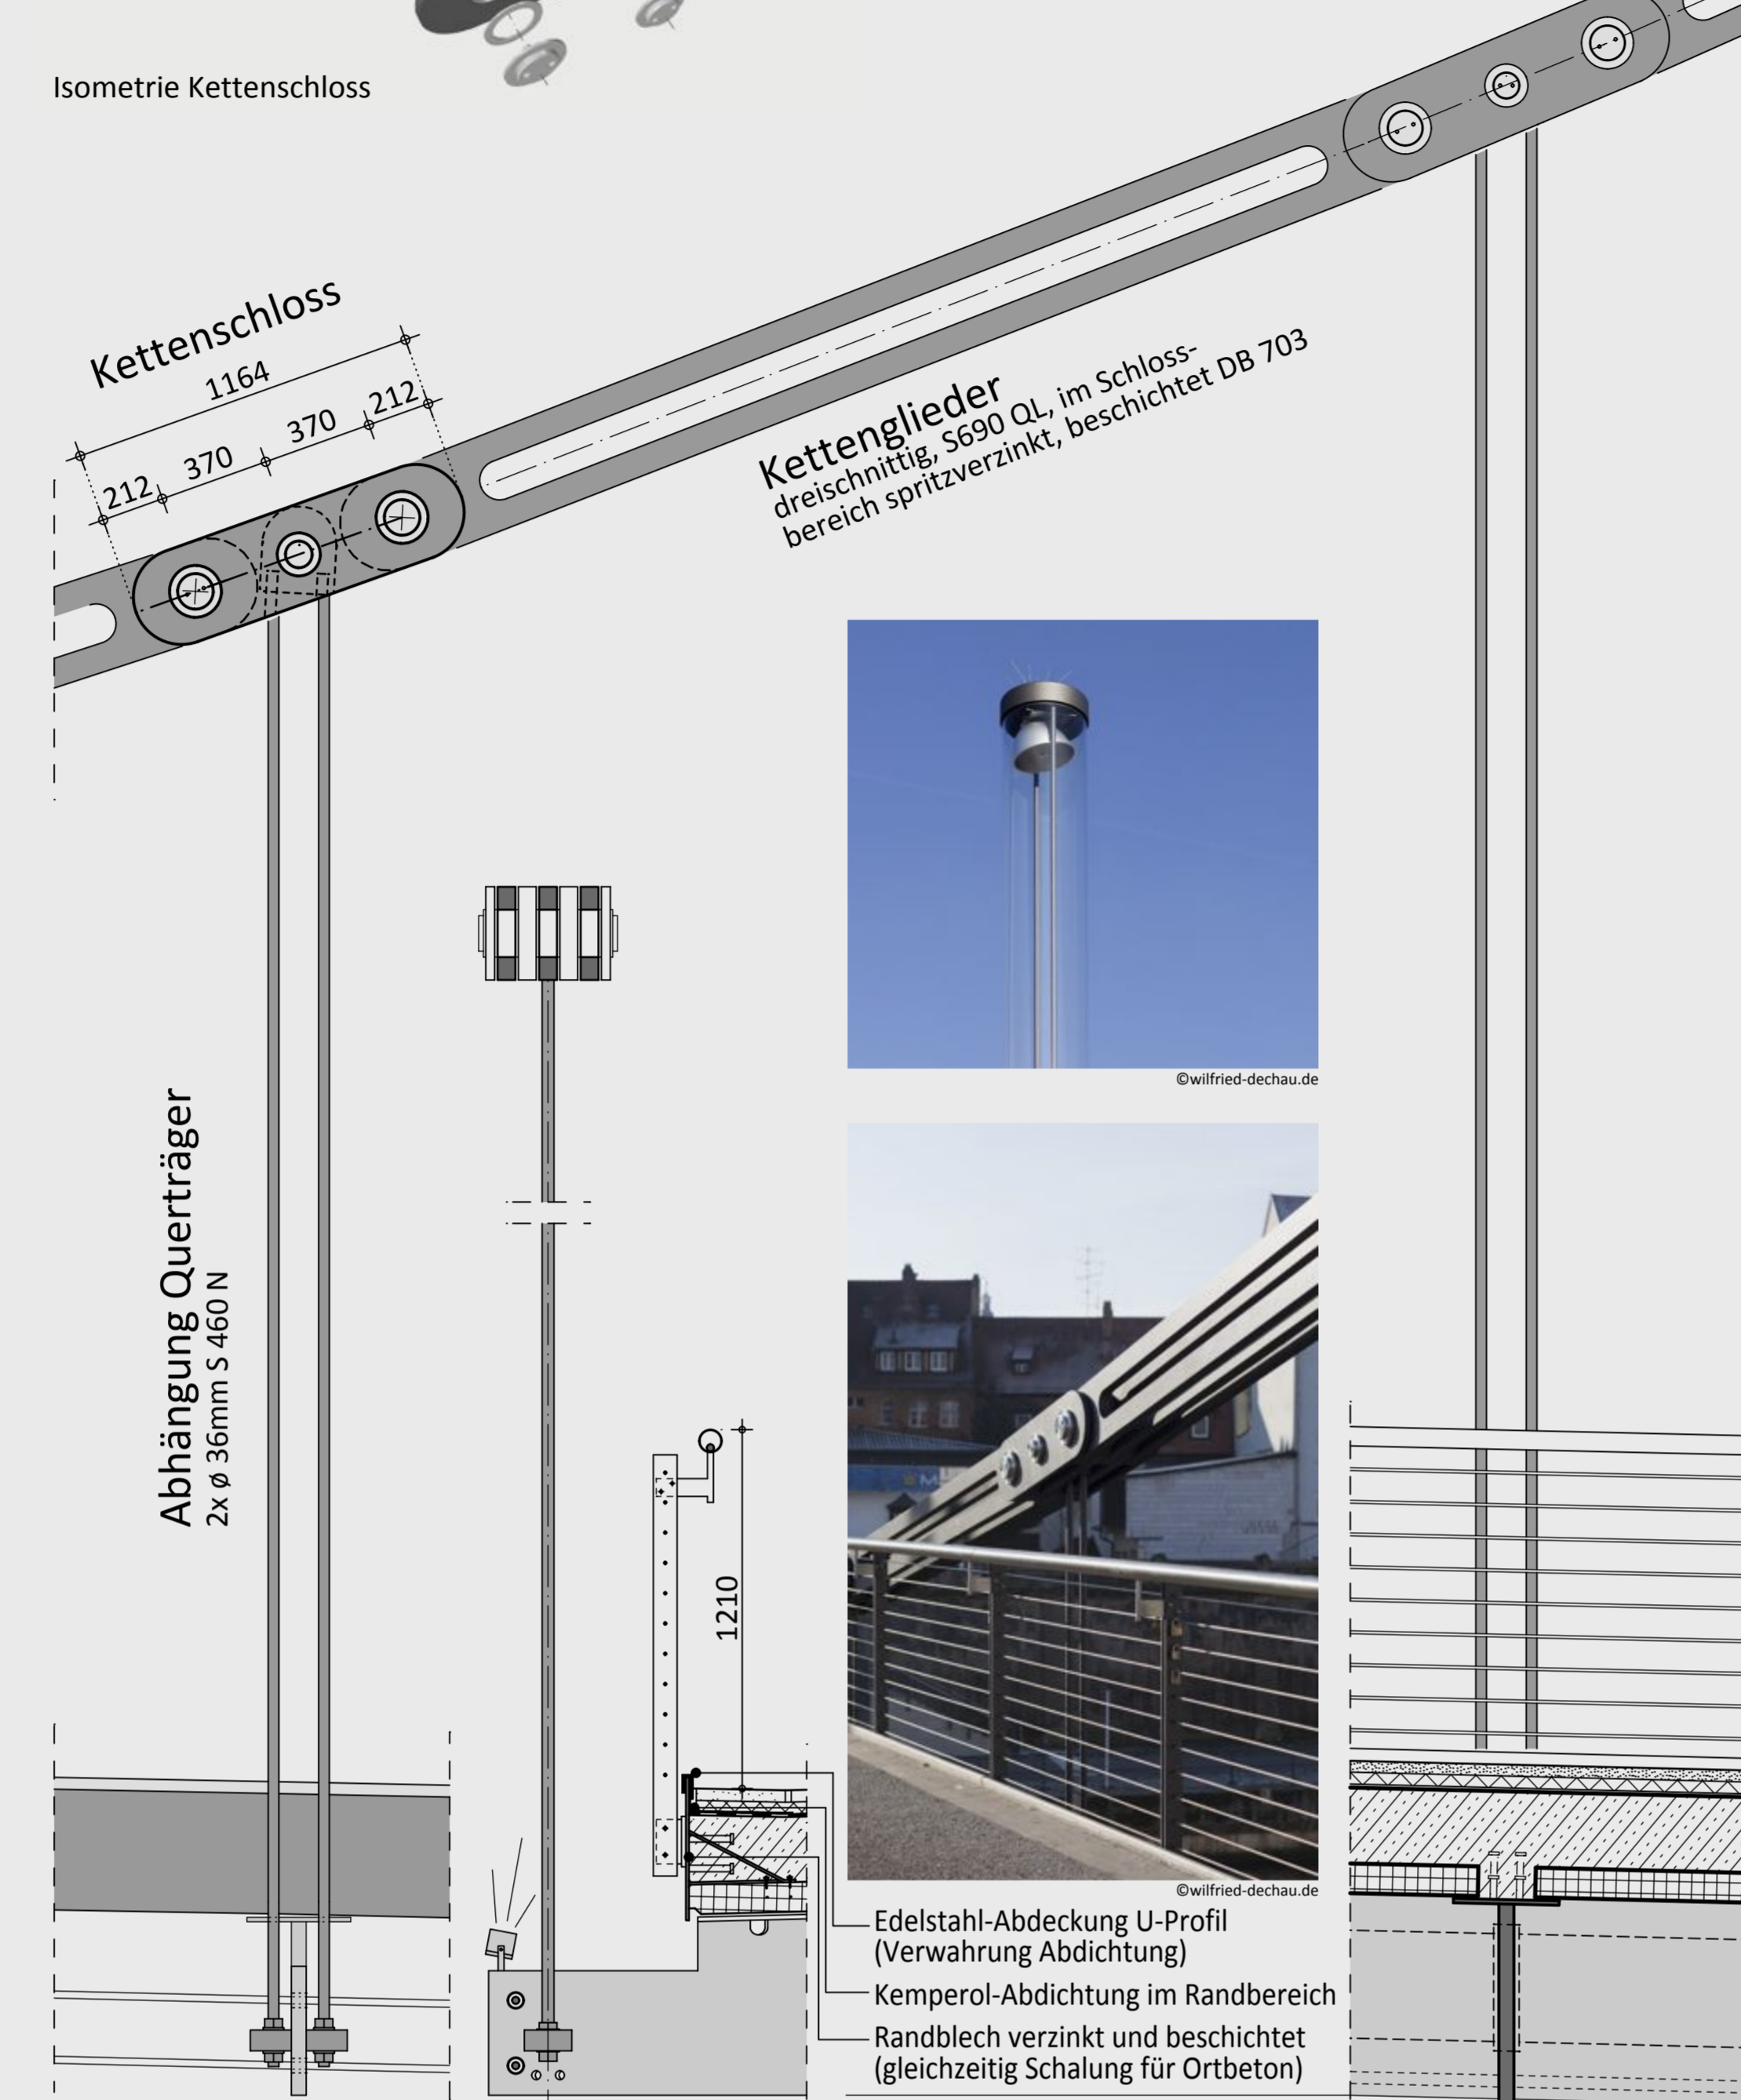 Isometrie Kettenschloss
Kettenschloss
1164
212
370
370
212
Kettenglieder
dreischnittig, S690 QL, im Schloss-
bereich spritzverzinkt, beschichtet DB 703
©wilfried-dechau.de
Abhängung Querträger
2x ø 36mm S 460 N
1210
©wilfried-dechau.de
Edelstahl-Abdeckung U-Profil
(Verwahrung Abdichtung)
Kemperol-Abdichtung im Randbereich
Randblech verzinkt und beschichtet
(gleichzeitig Schalung für Ortbeton)